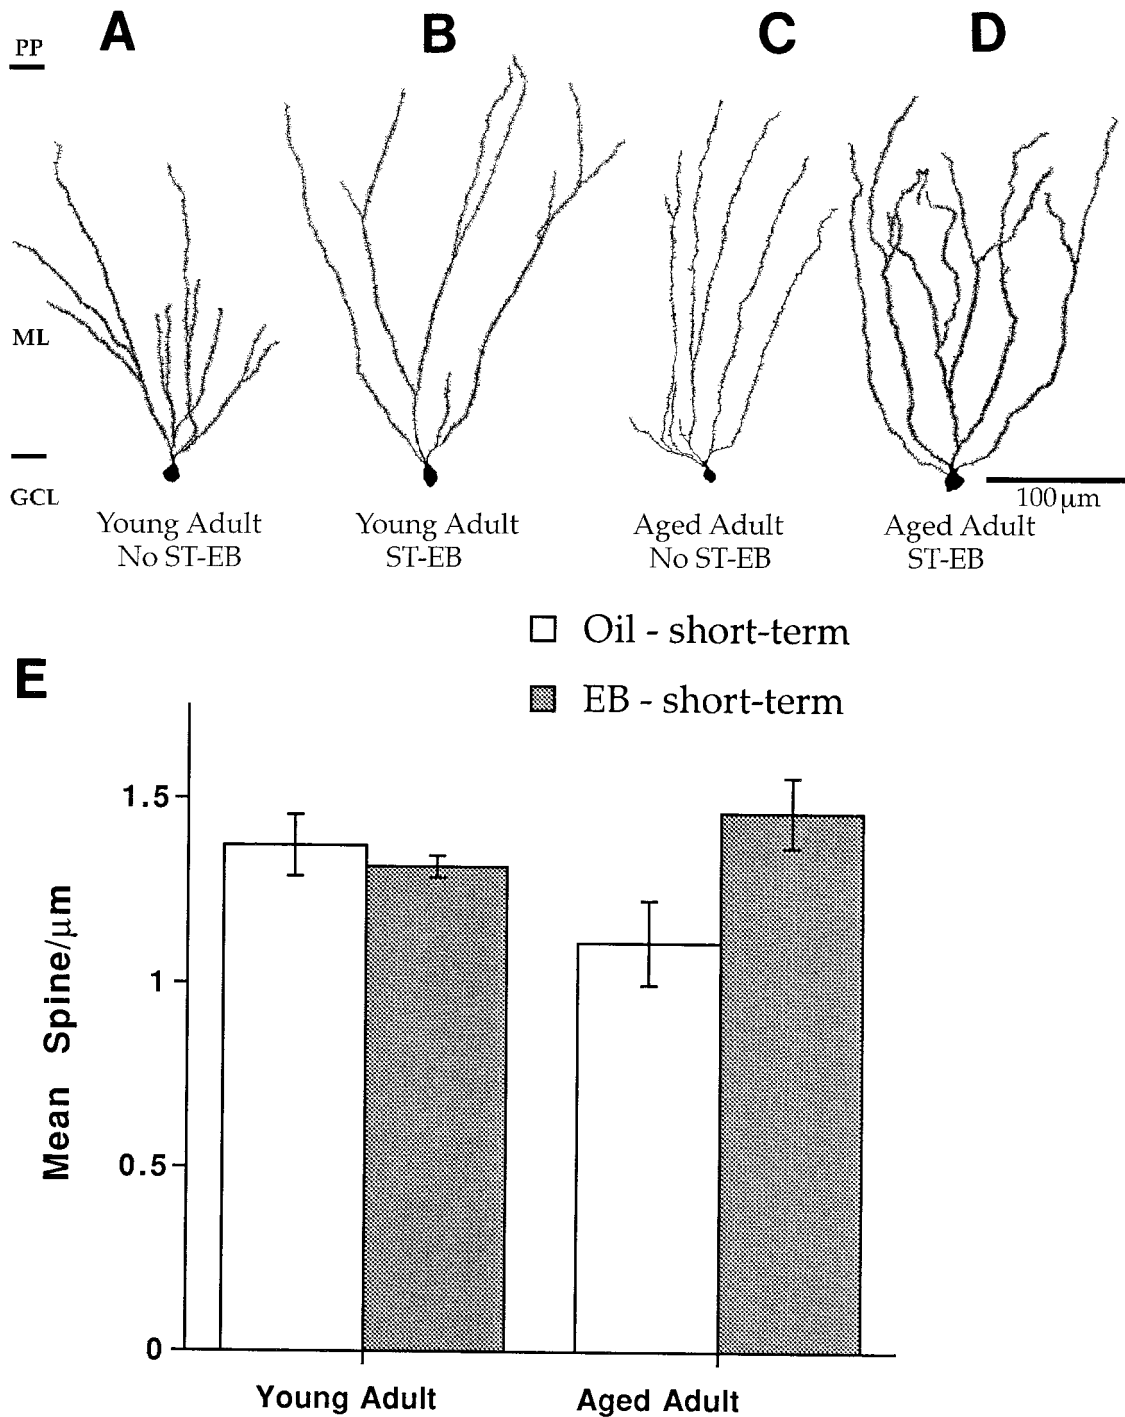 A
B
C
D
PP
ML
GCL
100 µm
Young Adult
No ST-EB
Young Adult
ST-EB
Aged Adult
No ST-EB
Aged Adult
ST-EB
Oil - short-term
EB - short-term
E
Mean Spine/µm
1.5
1
0.5
0
Young Adult
Aged Adult